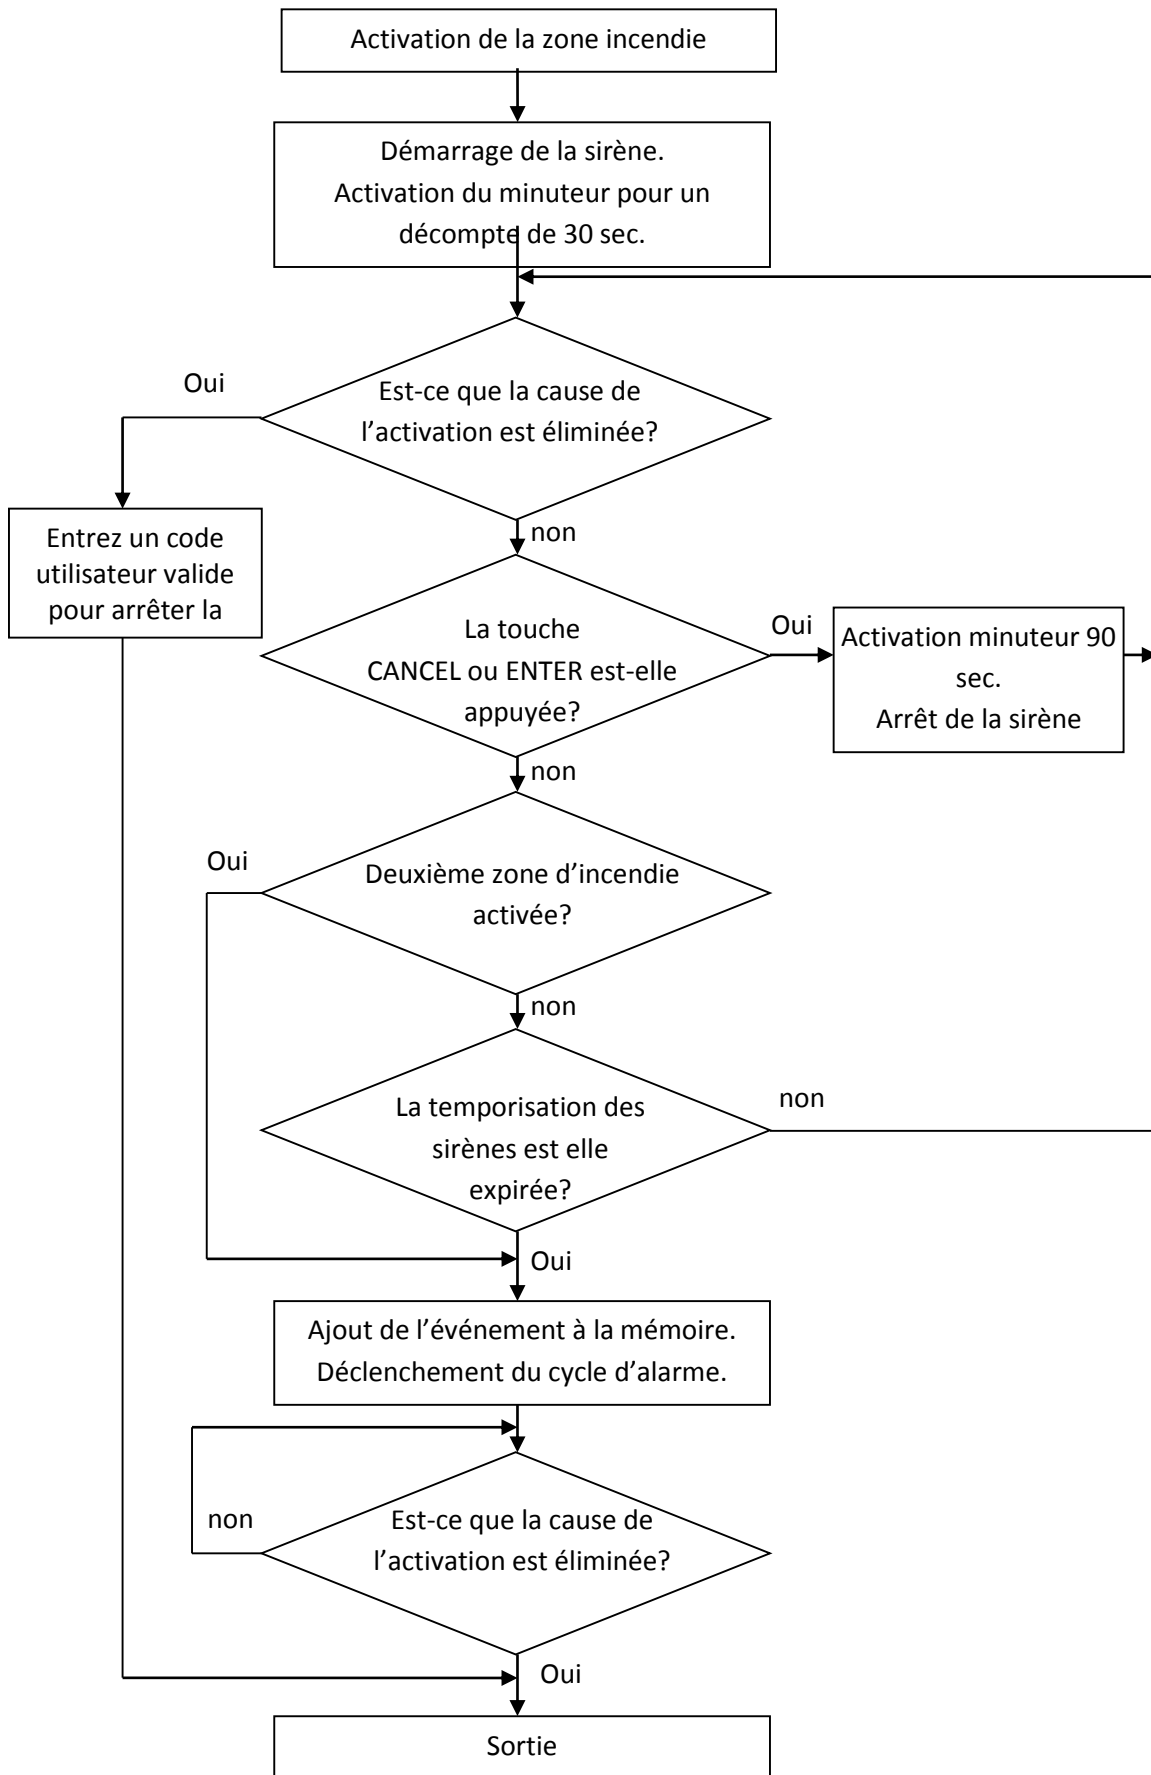 Activation de la zone incendie
Démarrage de la sirène.
Activation du minuteur pour un
décompte de 30 sec.
Oui
Est-ce que la cause de
l’activation est éliminée?
Entrez un code
utilisateur valide
pour arrêter la
non
La touche
CANCEL ou ENTER est-elle
appuyée?
Oui
Activation minuteur 90
sec.
Arrêt de la sirène
non
Oui
Deuxième zone d’incendie
activée?
non
La temporisation des
sirènes est elle
expirée?
non
Oui
Ajout de l’événement à la mémoire.
Déclenchement du cycle d’alarme.
non
Est-ce que la cause de
l’activation est éliminée?
Oui
Sortie